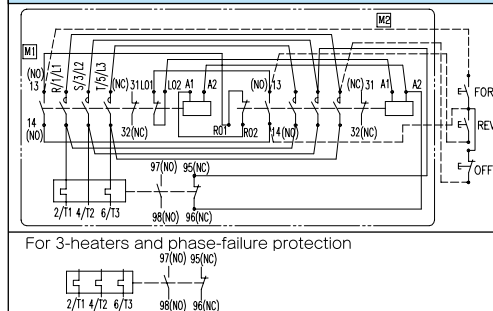 M1
M2
(NO) 13
R/1/L1
S/3/L2
T/5/L3
(NC) 31
L01
L02
A1
A2
(NO) 13
(NC) 31
A1
A2
FOR
14 (NO)
32(NC)
R01
R02
14(NO)
32(NC)
REV
OFF
97(NO) 95(NC)
2/T1 4/T2 6/T3
98(NO) 96(NC)
For 3-heaters and phase-failure protection
97(NO) 95(NC)
2/T1 4/T2 6/T3
98(NO) 96(NC)